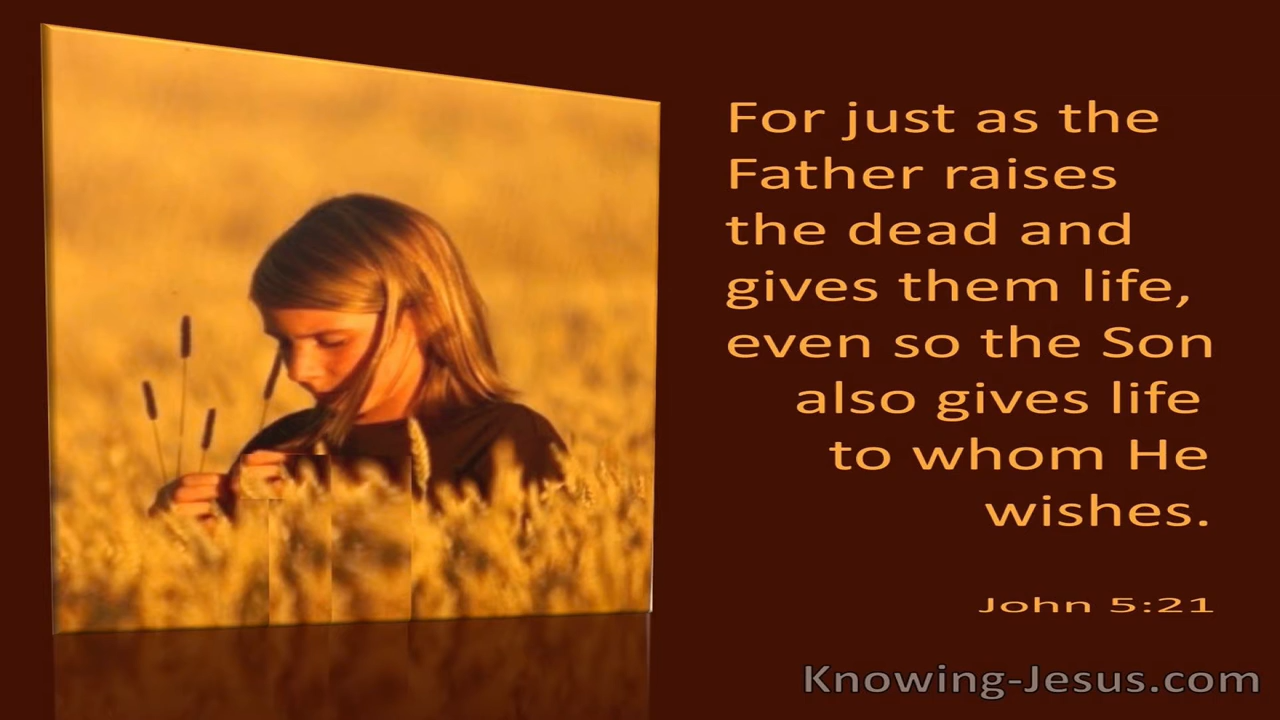 For just as the
Father raises
the dead and
gives them life,
even so the Son
also gives life
to whom He
wishes.
John 5:21
Knowing-Jesus.com